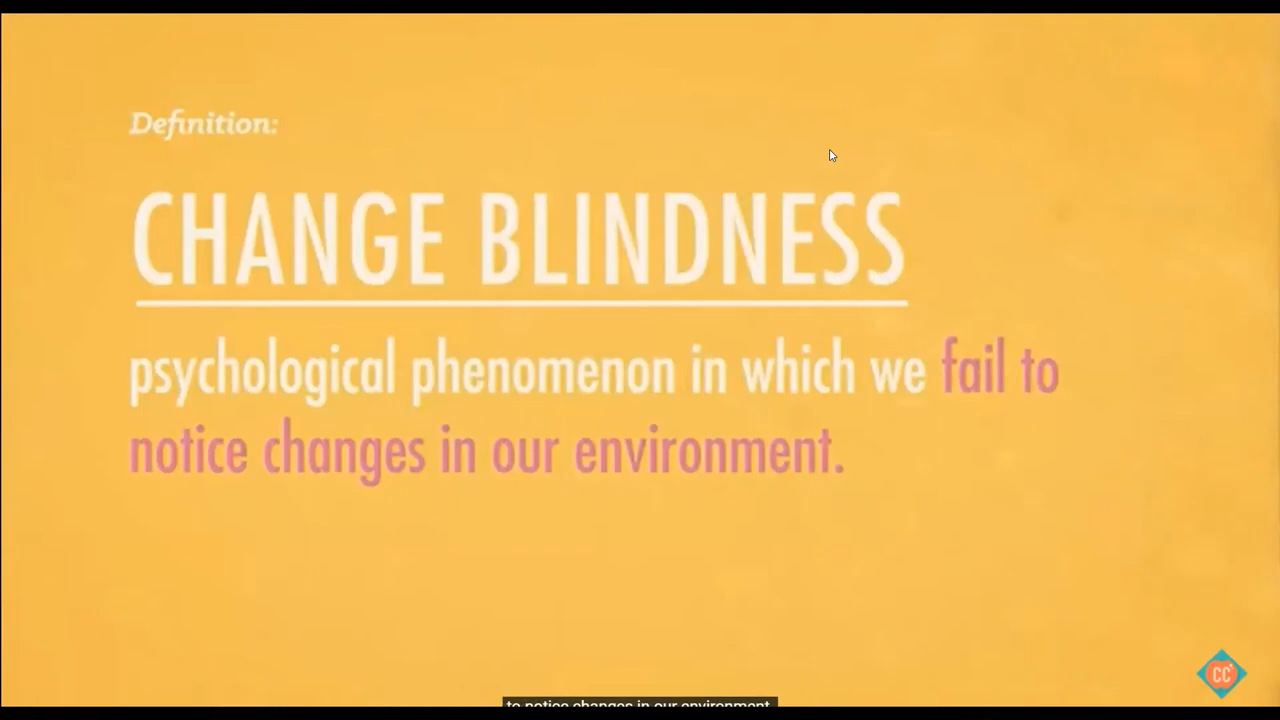 Definition:
CHANGE BLINDNESS
psychological phenomenon in which we fail to
notice changes in our environment.
CC
to notice changes in our environment.